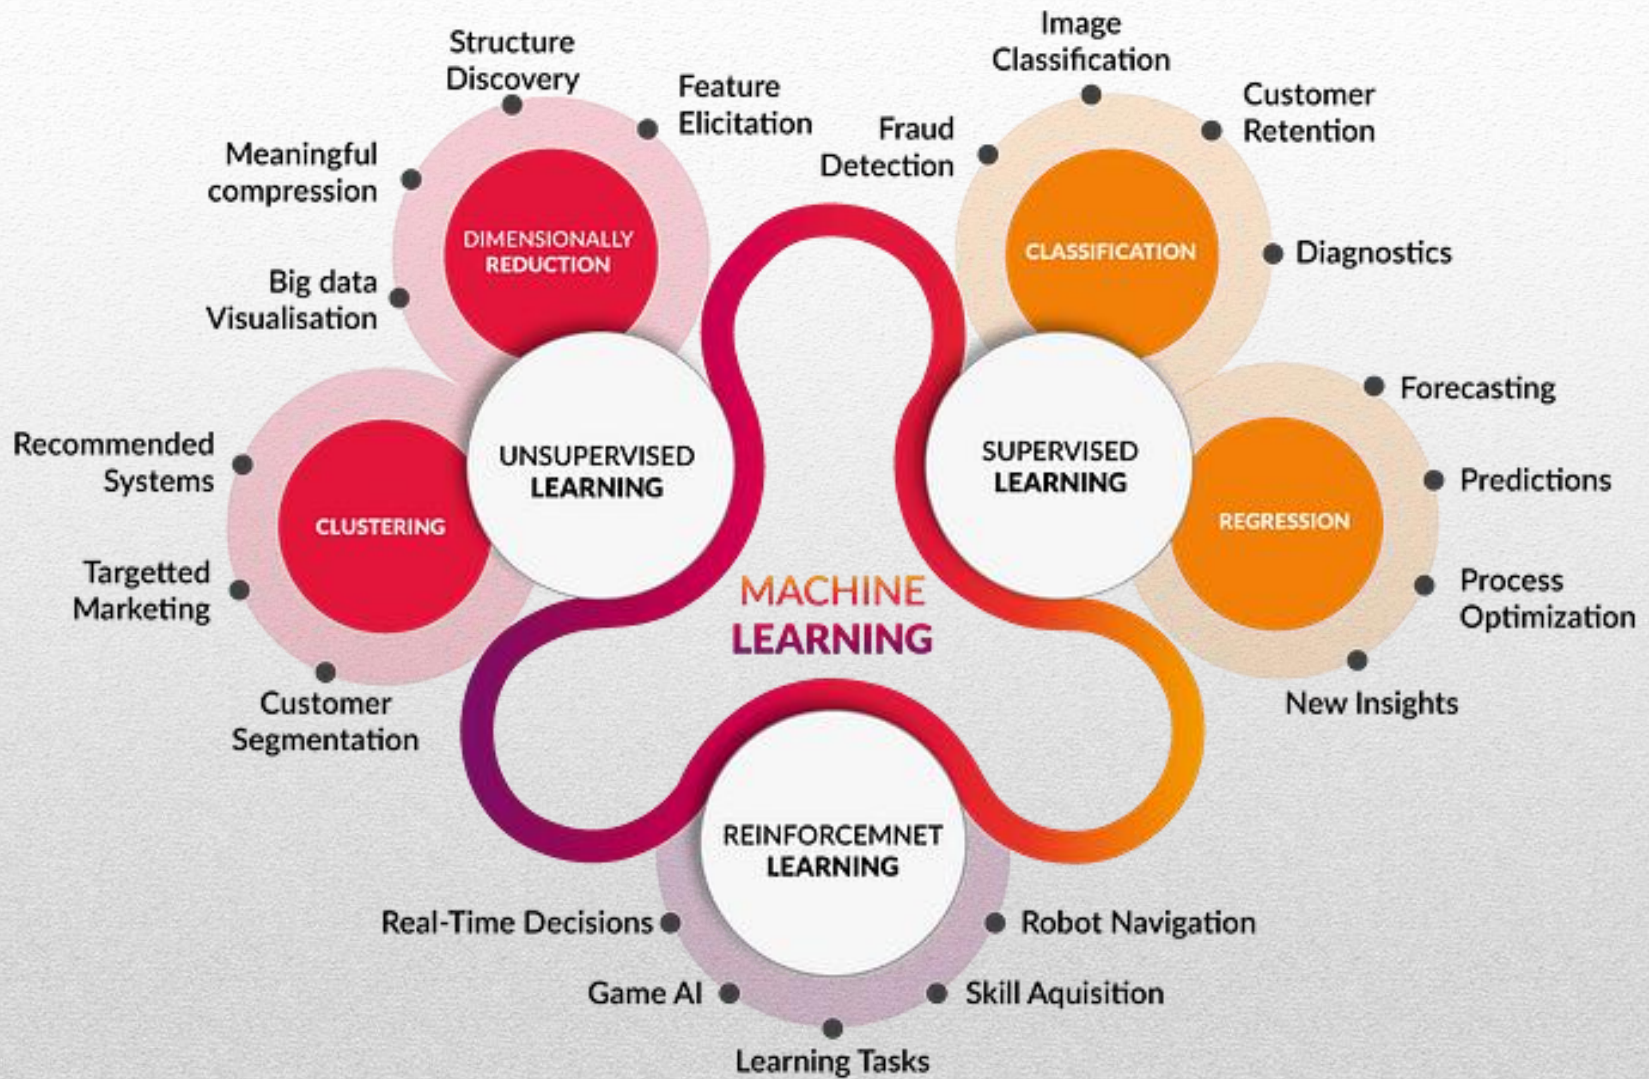 Structure
Discovery
Feature
Elicitation
Meaningful
compression
Big data
Visualisation
DIMENSIONALLY
REDUCTION
Recommended
Systems
Targetted
Marketing
Customer
Segmentation
CLUSTERING
UNSUPERVISED
LEARNING
Image
Classification
Fraud
Detection
Customer
Retention
Diagnostics
CLASSIFICATION
SUPERVISED
LEARNING
Forecasting
Predictions
Process
Optimization
New Insights
REGRESSION
MACHINE
LEARNING
REINFORCEMNET
LEARNING
Real-Time Decisions
Game AI
Learning Tasks
Skill Aquisition
Robot Navigation